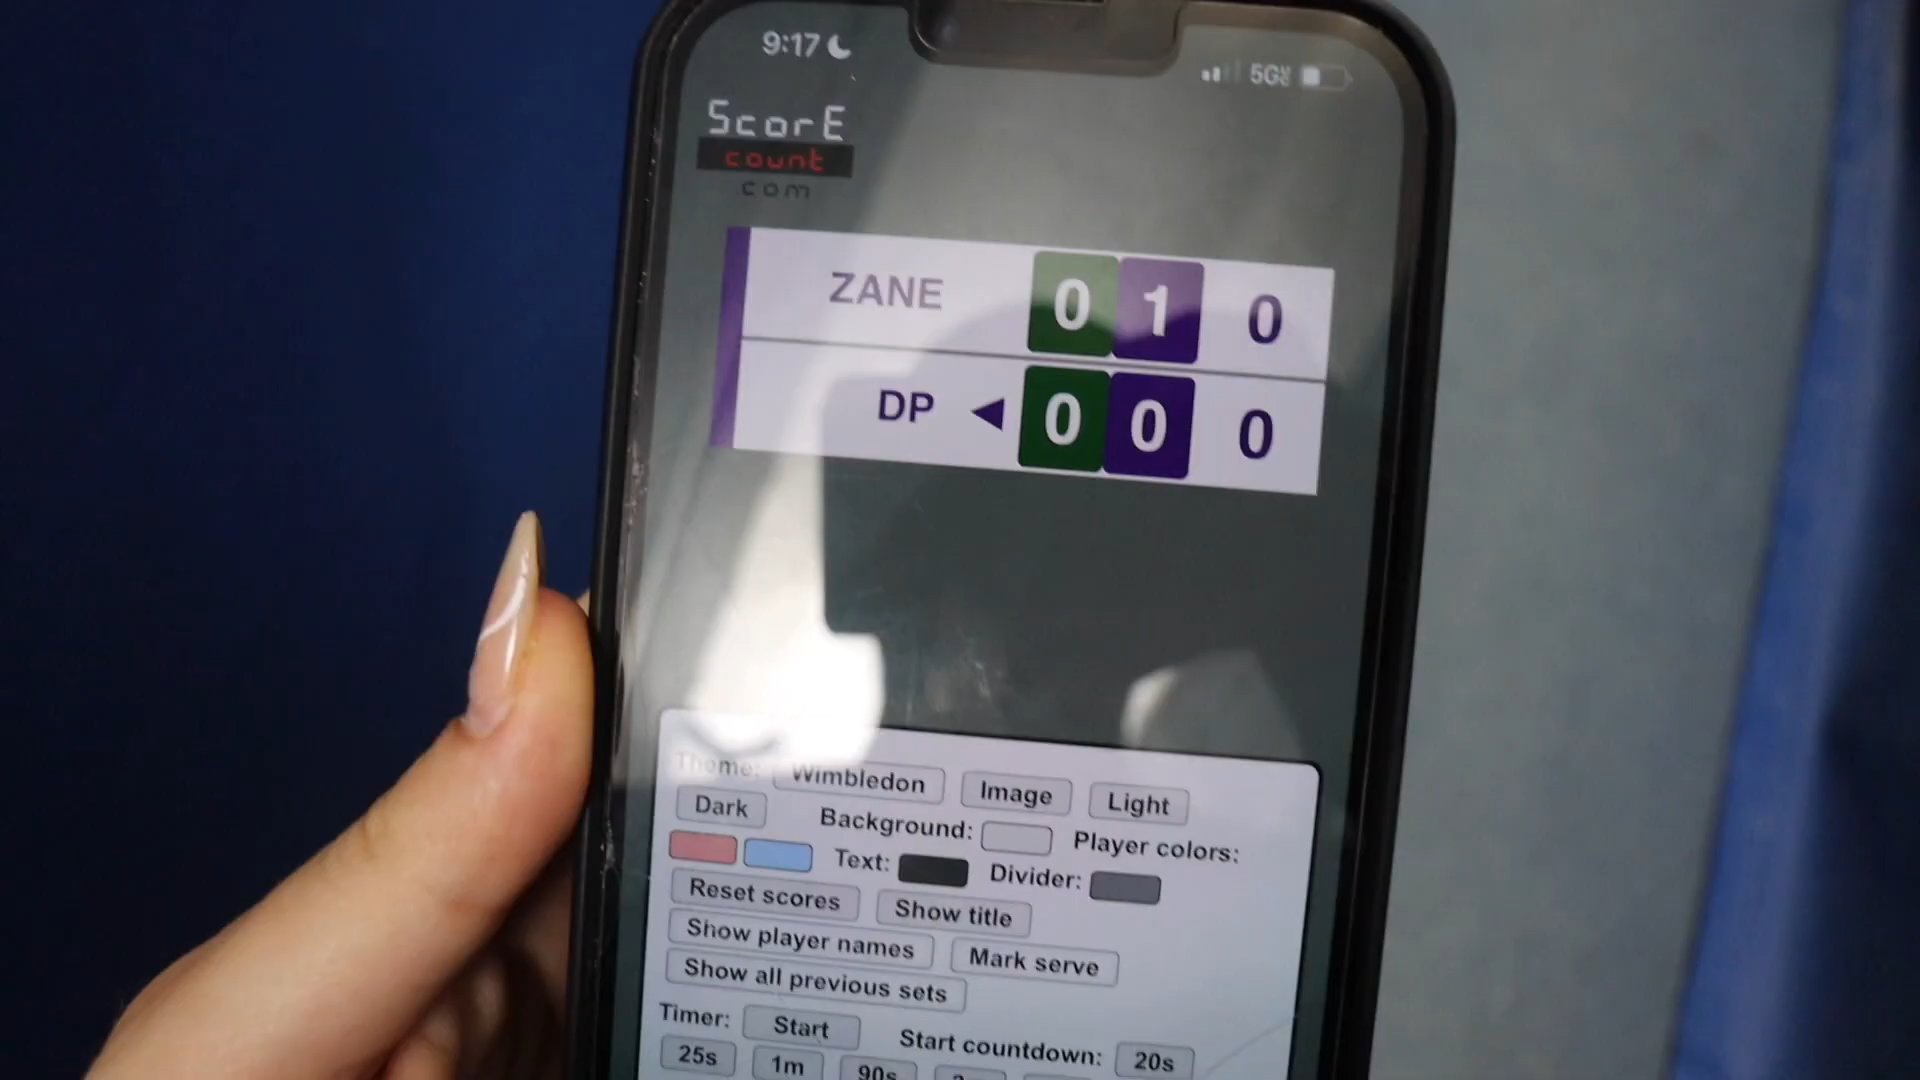 9:17
5G
ScorE
count
.com
ZANE 0 1 0
DP ◀ 0 0 0
Theme: Wimbledon Image Light
Dark Background: Player colors:
Text: Divider:
Reset scores Show title
Show player names Mark serve
Show all previous sets
Timer: Start Start countdown: 20s
25s 1m 90s